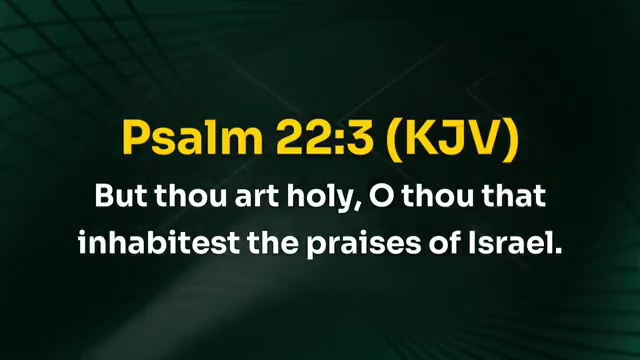 Psalm 22:3 (KJV)
But thou art holy, O thou that
inhabitest the praises of Israel.